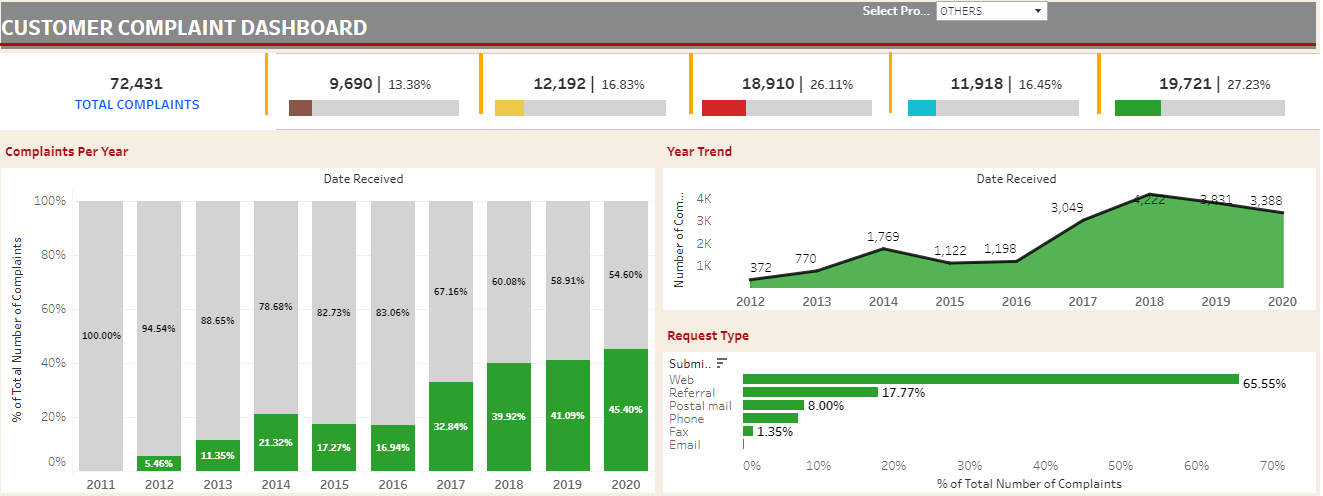 Select Pro... OTHERS
CUSTOMER COMPLAINT DASHBOARD
72,431
TOTAL COMPLAINTS
9,690 | 13.38%
12,192 | 16.83%
18,910 | 26.11%
11,918 | 16.45%
19,721 | 27.23%
Complaints Per Year
Date Received
% of Total Number of Complaints
100%
80%
60%
40%
20%
0%
100.00%
94.54%
88.65%
78.68%
82.73%
83.06%
67.16%
60.08%
58.91%
54.60%
5.46%
11.35%
21.32%
17.27%
16.94%
32.84%
39.92%
41.09%
45.40%
2011 2012 2013 2014 2015 2016 2017 2018 2019 2020
Year Trend
Date Received
Number of Com..
4K
3K
2K
1K
372
770
1,769
1,122
1,198
3,049
4,222
3,831
3,388
2012 2013 2014 2015 2016 2017 2018 2019 2020
Request Type
Submi..
Web 65.55%
Referral 17.77%
Postal mail 8.00%
Phone
Fax 1.35%
Email
0% 10% 20% 30% 40% 50% 60% 70%
% of Total Number of Complaints